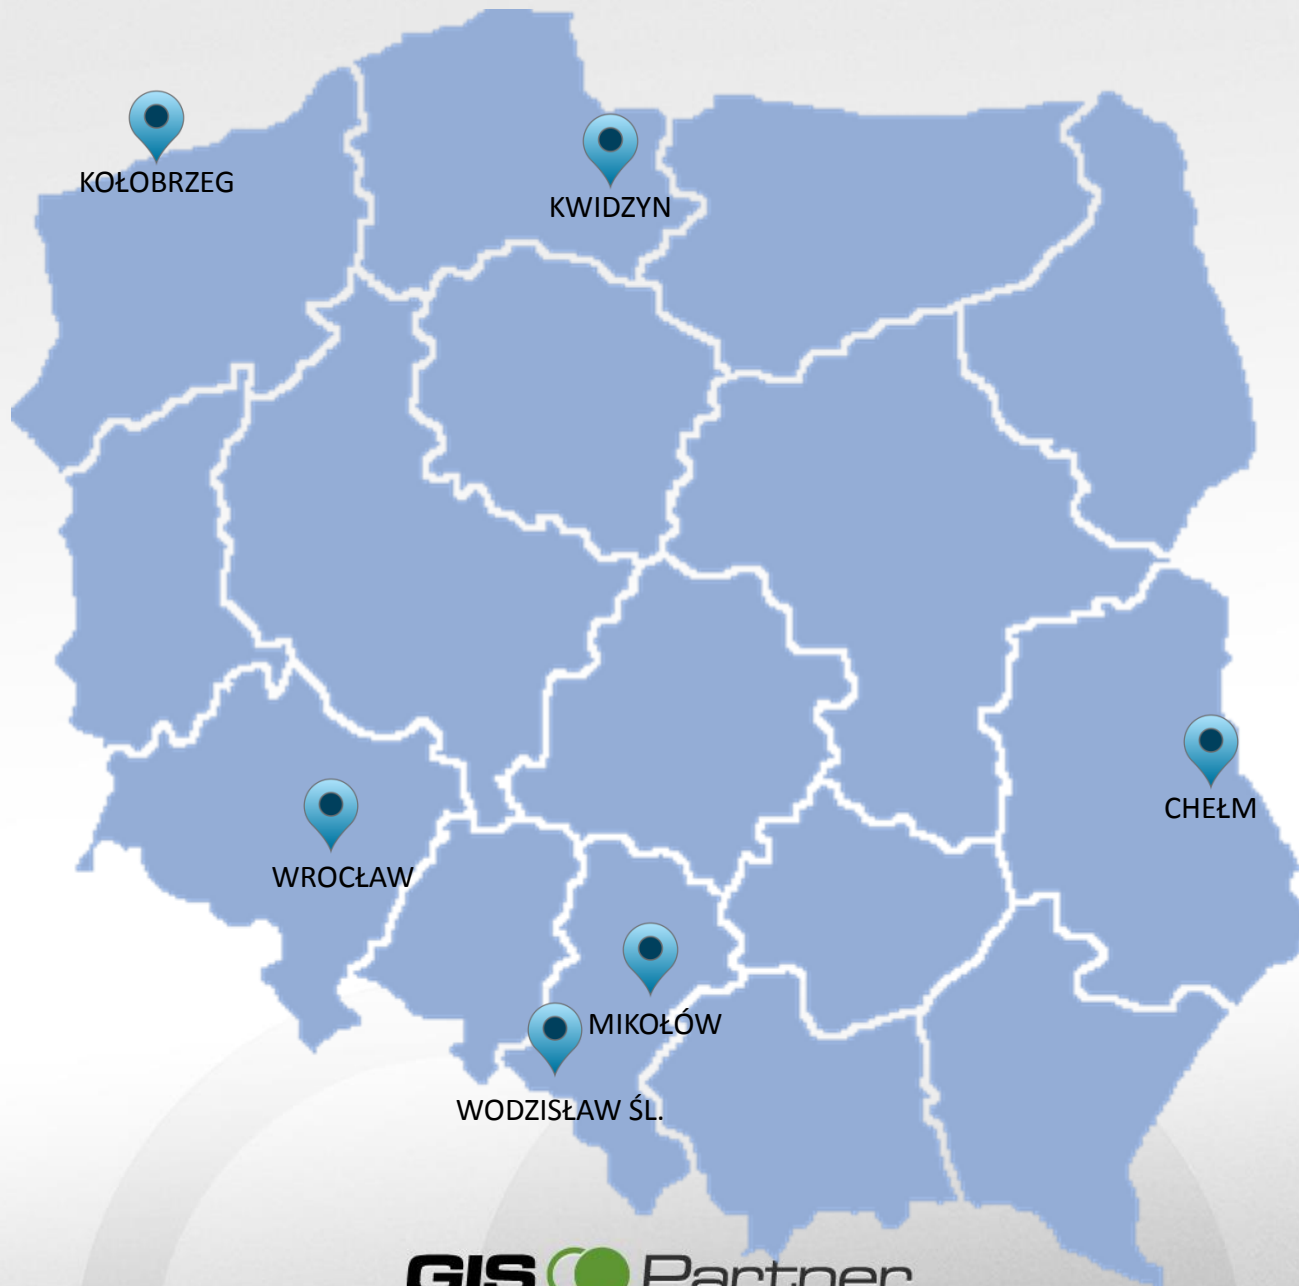 KOŁOBRZEG
KWIDZYN
CHEŁM
WROCŁAW
MIKOŁÓW
WODZISŁAW ŚL.
GIS Partner